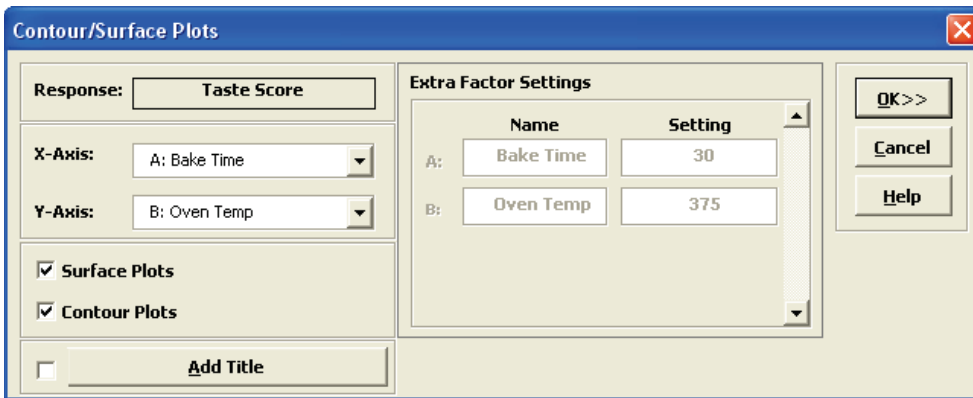 Contour/Surface Plots
Response: Taste Score
X-Axis: A: Bake Time
Y-Axis: B: Oven Temp
Surface Plots
Contour Plots
Add Title
Extra Factor Settings
Name Setting
A: Bake Time 30
B: Oven Temp 375
OK>>
Cancel
Help